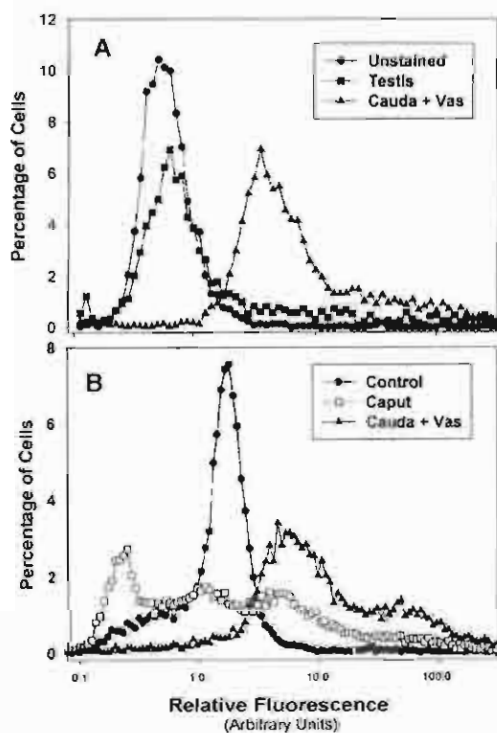 A
12
10
8
6
4
2
0
Percentage of Cells
Unstained
Testis
Cauda + Vas
B
8
6
4
2
0
Percentage of Cells
Control
Caput
Cauda + Vas
0.1
1.0
10.0
100.0
Relative Fluorescence
(Arbitrary Units)